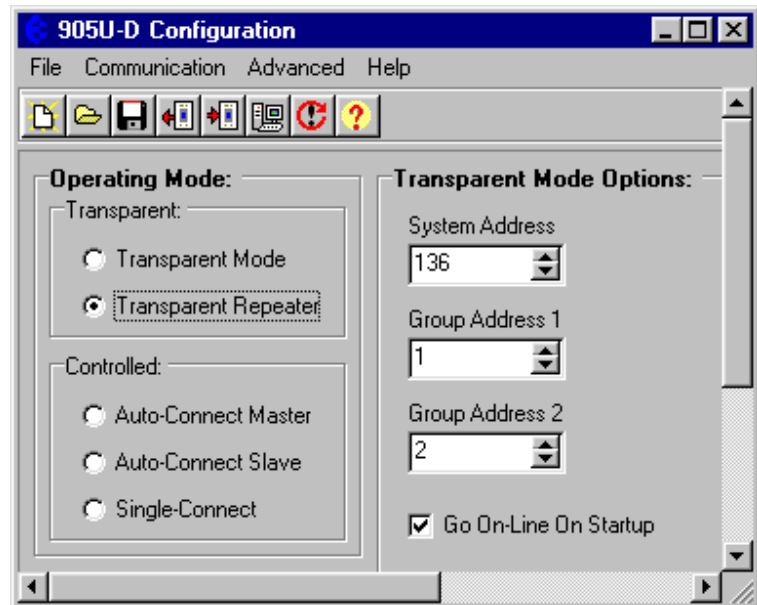 905U-D Configuration
File Communication Advanced Help
Operating Mode:
Transparent:
Transparent Mode
Transparent Repeater
Controlled:
Auto-Connect Master
Auto-Connect Slave
Single-Connect
Transparent Mode Options:
System Address
136
Group Address 1
1
Group Address 2
2
Go On-Line On Startup